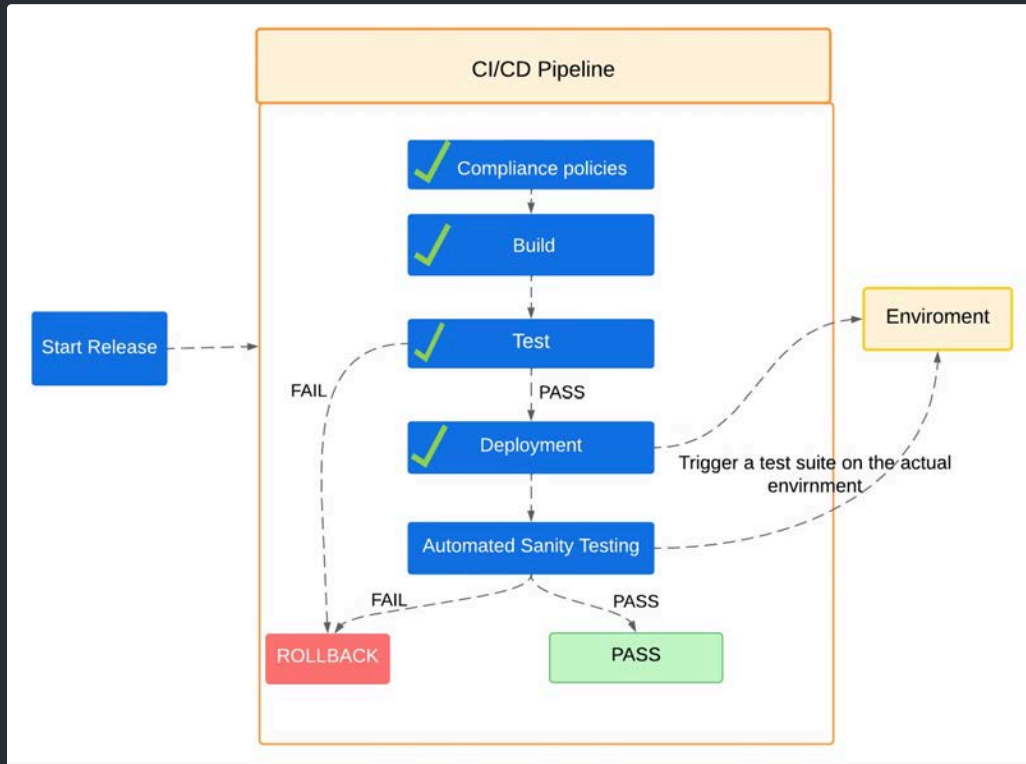 CI/CD Pipeline
Compliance policies
Build
Start Release
Test
Enviroment
FAIL
PASS
Deployment
Trigger a test suite on the actual
envirnment
Automated Sanity Testing
FAIL
PASS
ROLLBACK
PASS